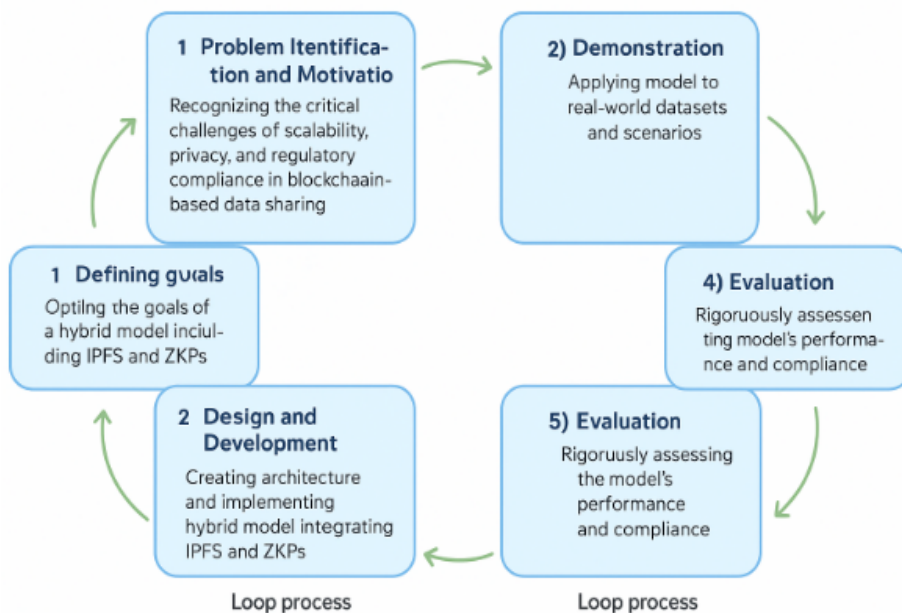 1 Problem Itentifica-
tion and Motivatio
Recognizing the critical
challenges of scalability,
privacy, and regulatory
compliance in blockchaain-
based data sharing
2) Demonstration
Applying model to
real-world datasets
and scenarios
1 Defining
Optilng the goals of
a hybrid model inciul-
ding IPFS and ZKPs
4) Evaluation
Rigoruously assessen
ting model's performa-
nce and compliance
2 Design and
Development
Creating architecture
and implementing
hybrid model integrating
IPFS and ZKPs
5) Evaluation
Rigoruusly assessing
the model's
performance
and compliance
Loop process
Loop process